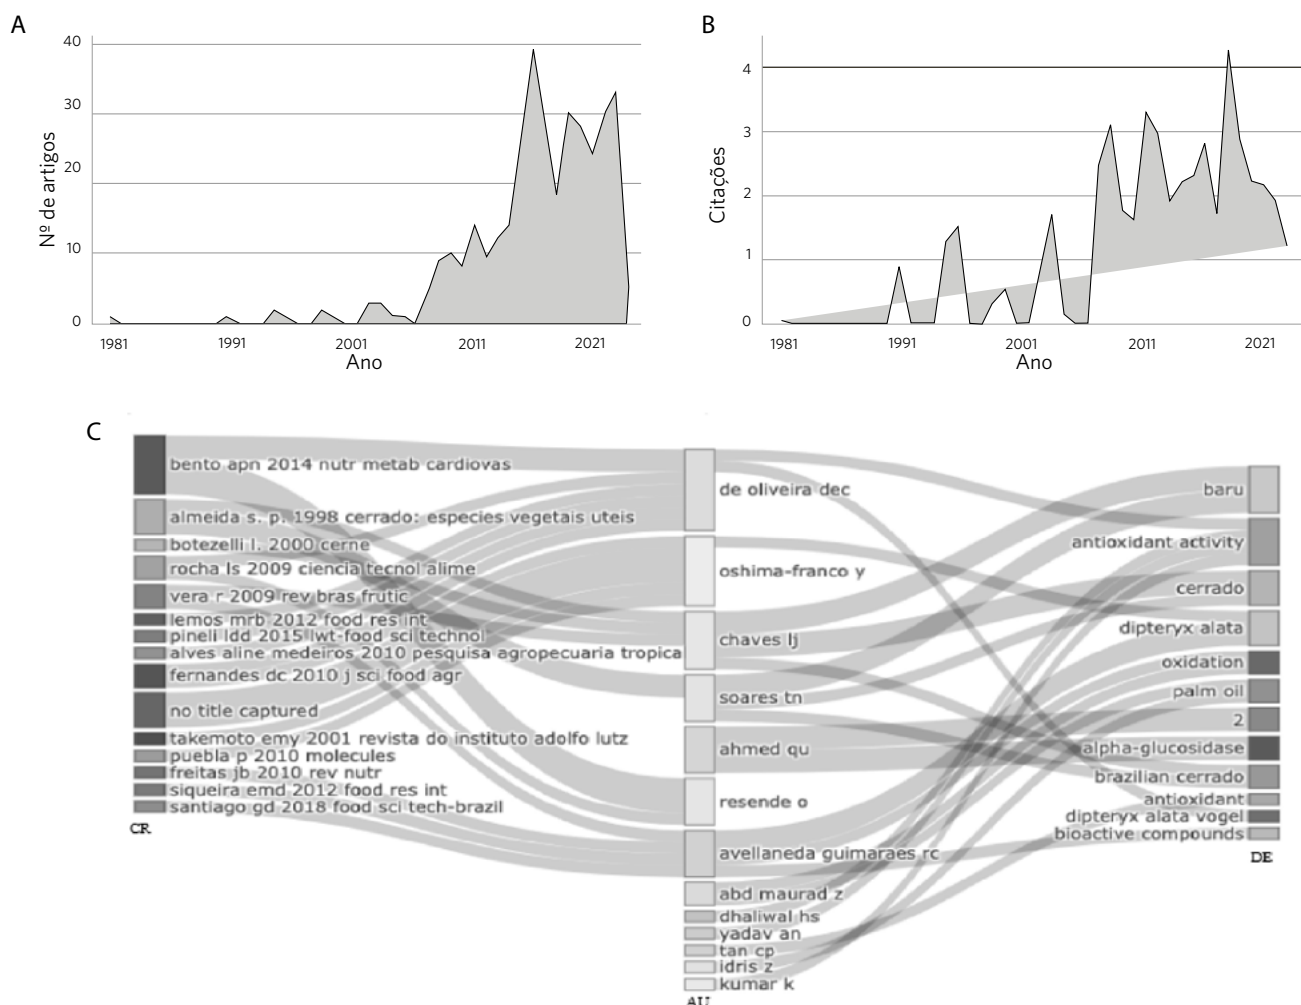 A
Nº de artigos
40
30
20
10
0
1981
1991
2001
2011
2021
Ano
B
Citações
4
3
2
1
0
1981
1991
2001
2011
2021
Ano
C
bento apn 2014 nutr metab cardiovas
almeida s. p. 1998 cerrado: especies vegetais uteis
botezelli l. 2000 cerne
rocha ls 2009 ciencia tecnol alime
vera r 2009 rev bras frutic
lemos mrb 2012 food res int
pineli ldd 2015 lwt-food sci technol
alves aline medeiros 2010 pesquisa agropecuaria tropica
fernandes dc 2010 j sci food agr
no title captured
takemoto emy 2001 revista do instituto adolfo lutz
puebla p 2010 molecules
freitas jb 2010 rev nutr
siqueira emd 2012 food res int
santiago gd 2018 food sci tech-brazil
CR
de oliveira dec
oshima-franco y
chaves lj
soares tn
ahmed qu
resende o
avellaneda guimaraes rc
abd maurad z
dhaliwal hs
yadav an
tan cp
idris z
kumar k
AU
baru
antioxidant activity
cerrado
dipteryx alata
oxidation
palm oil
2
alpha-glucosidase
brazilian cerrado
antioxidant
dipteryx alata vogel
bioactive compounds
DE